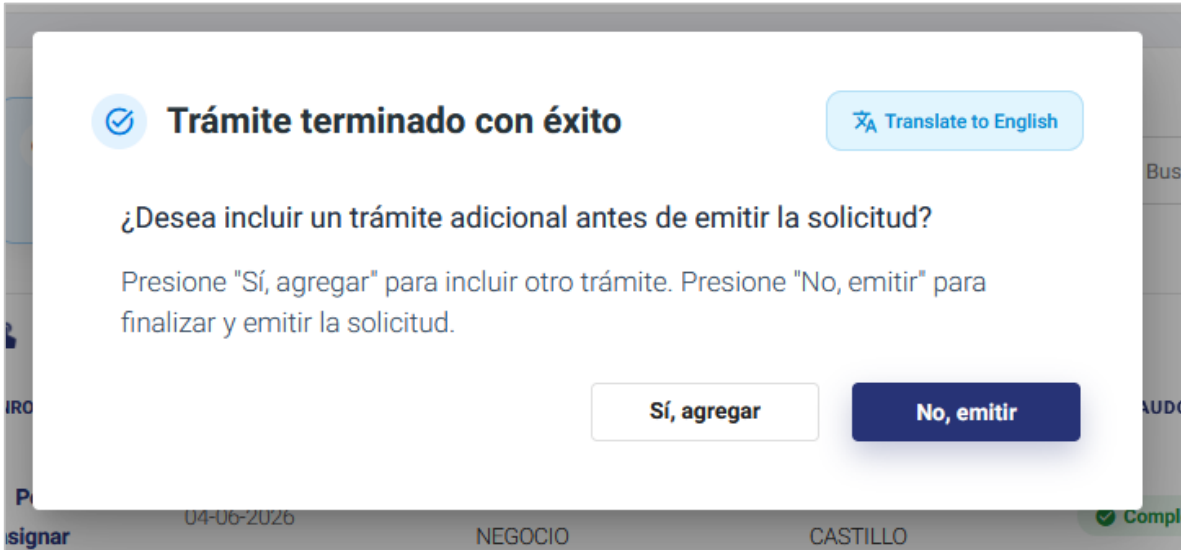 Trámite terminado con éxito
Translate to English
Bus
¿Desea incluir un trámite adicional antes de emitir la solicitud?
Presione "Sí, agregar" para incluir otro trámite. Presione "No, emitir" para
finalizar y emitir la solicitud.
Sí, agregar
No, emitir
04-06-2026
NEGOCIO
CASTILLO
Compl
signar